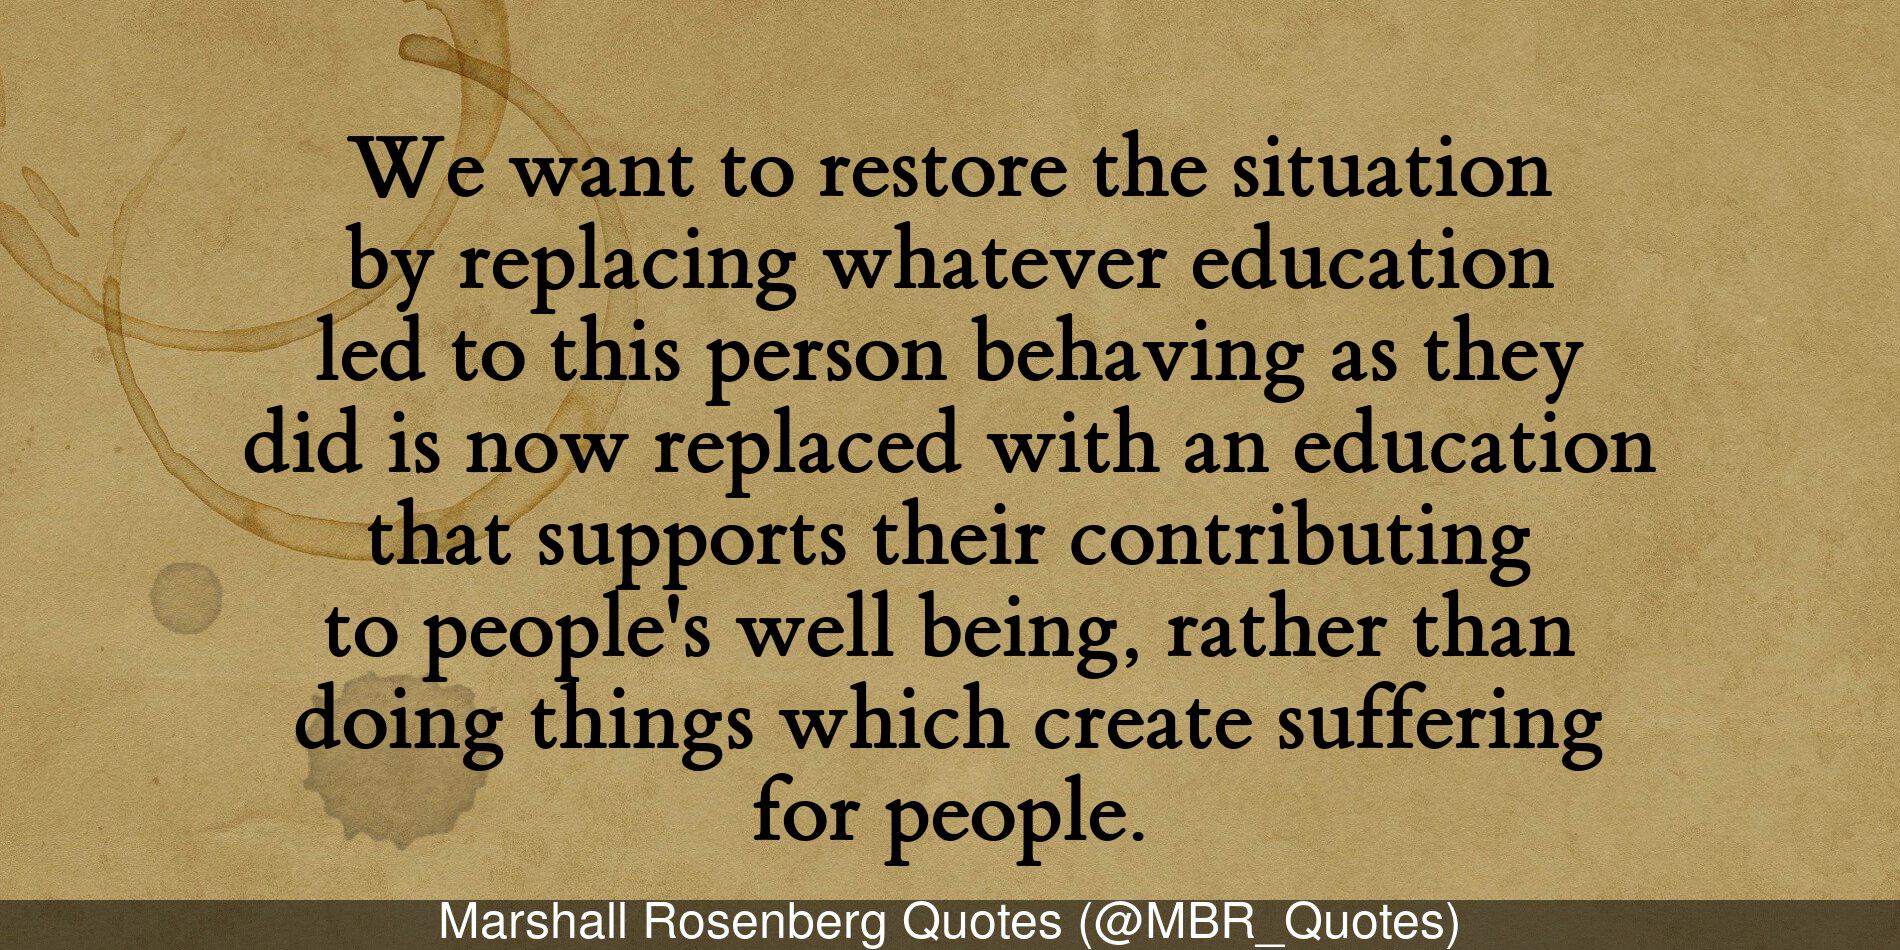 We want to restore the situation
by replacing whatever education
led to this person behaving as they
did is now replaced with an education
that supports their contributing
to people's well being, rather than
doing things which create suffering
for people.
Marshall Rosenberg Quotes (@MBR_Quotes)